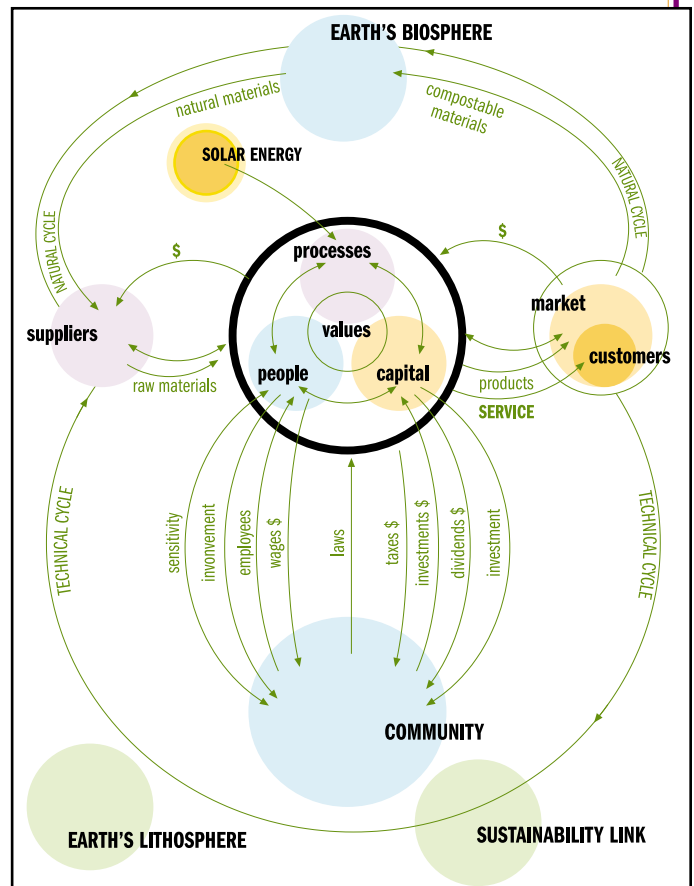 EARTH'S BIOSPHERE
natural materials
compostable
materials
SOLAR ENERGY
NATURAL CYCLE
NATURAL CYCLE
$
$
processes
values
people
capital
suppliers
raw materials
market
customers
products
SERVICE
TECHNICAL CYCLE
sensitivity
invonvement
employees
wages $
laws
taxes $
investments $
dividends $
investment
TECHNICAL CYCLE
COMMUNITY
EARTH'S LITHOSPHERE
SUSTAINABILITY LINK